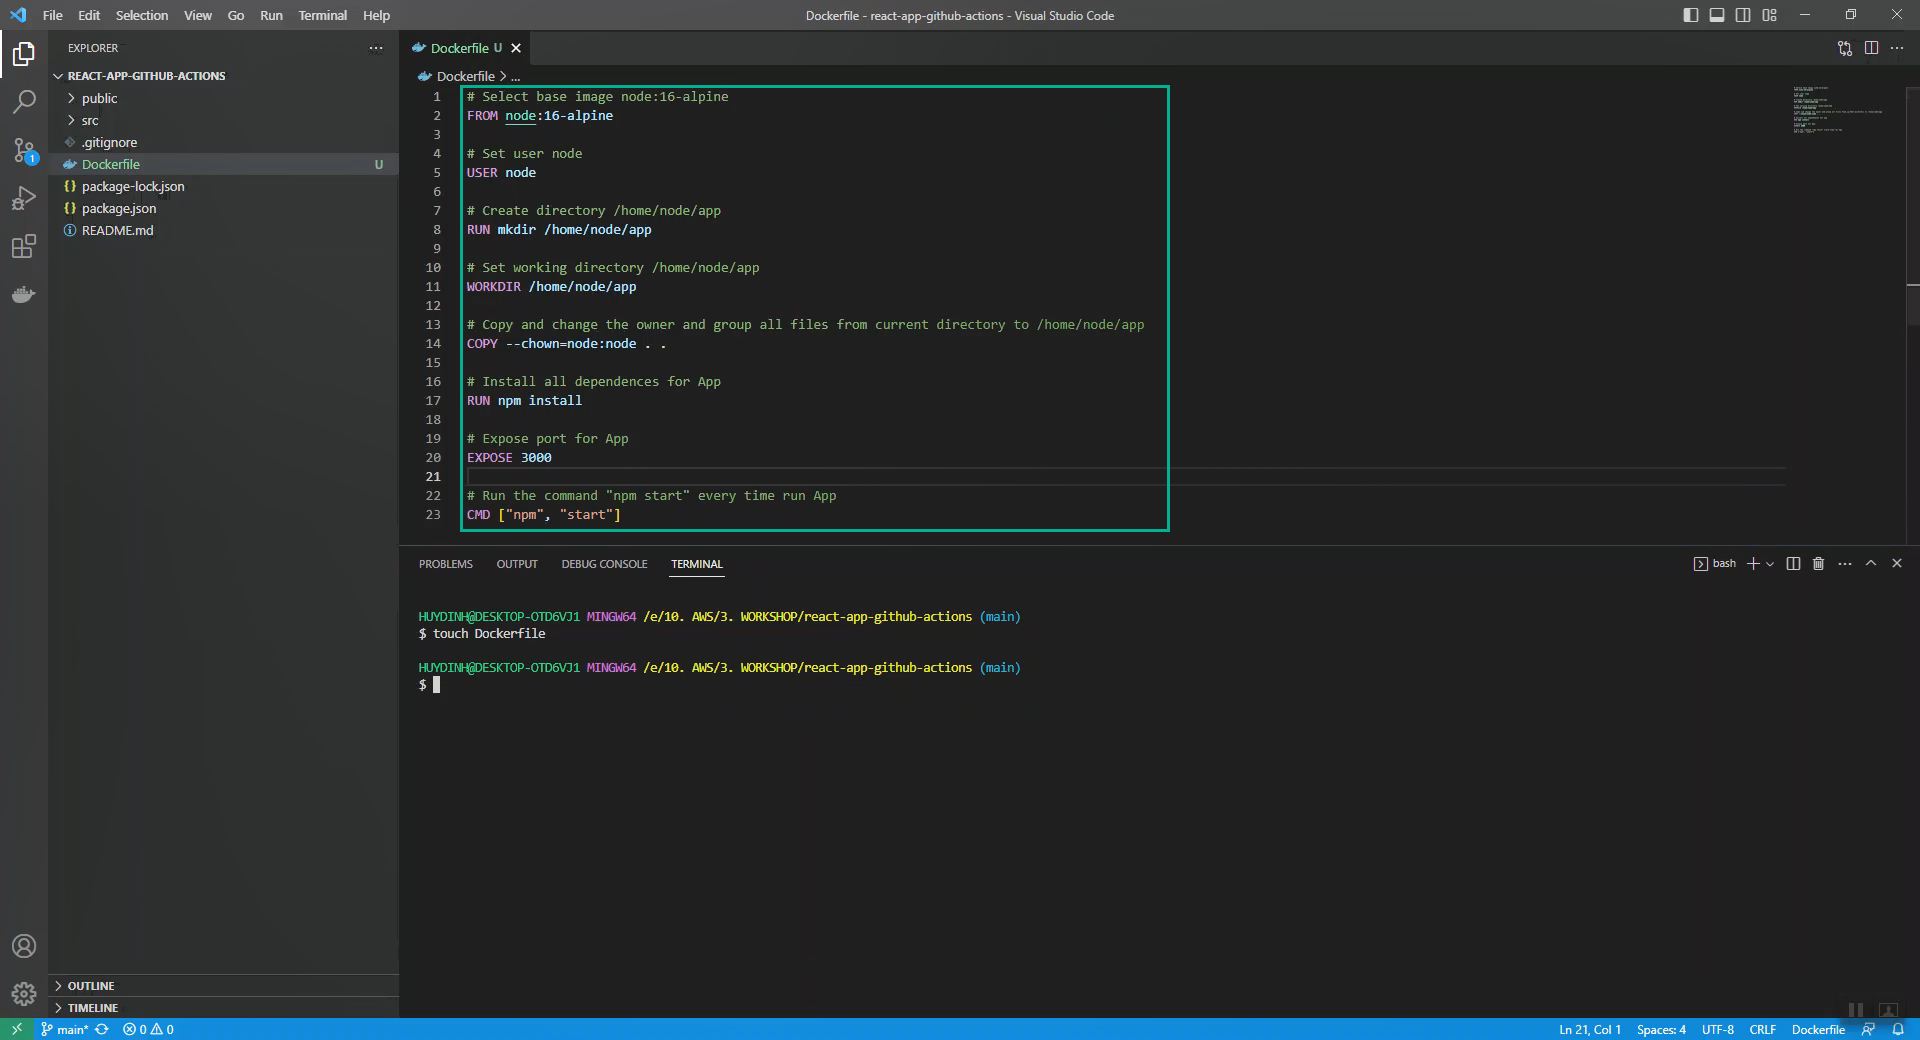 File Edit Selection View Go Run Terminal Help
Dockerfile - react-app-github-actions - Visual Studio Code
EXPLORER
REACT-APP-GITHUB-ACTIONS
public
src
.gitignore
Dockerfile U
package-lock.json
package.json
README.md
OUTLINE
TIMELINE
1
Dockerfile U
Dockerfile > ...
1 # Select base image node:16-alpine
2 FROM node:16-alpine
3
4 # Set user node
5 USER node
6
7 # Create directory /home/node/app
8 RUN mkdir /home/node/app
9
10 # Set working directory /home/node/app
11 WORKDIR /home/node/app
12
13 # Copy and change the owner and group all files from current directory to /home/node/app
14 COPY --chown=node:node . .
15
16 # Install all dependences for App
17 RUN npm install
18
19 # Expose port for App
20 EXPOSE 3000
21
22 # Run the command "npm start" every time run App
23 CMD ["npm", "start"]
PROBLEMS OUTPUT DEBUG CONSOLE TERMINAL
bash
HUYDINH@DESKTOP-OTD6VJ1 MINGW64 /e/10. AWS/3. WORKSHOP/react-app-github-actions (main)
$ touch Dockerfile
HUYDINH@DESKTOP-OTD6VJ1 MINGW64 /e/10. AWS/3. WORKSHOP/react-app-github-actions (main)
$
main* 0 0
Ln 21, Col 1 Spaces: 4 UTF-8 CRLF Dockerfile